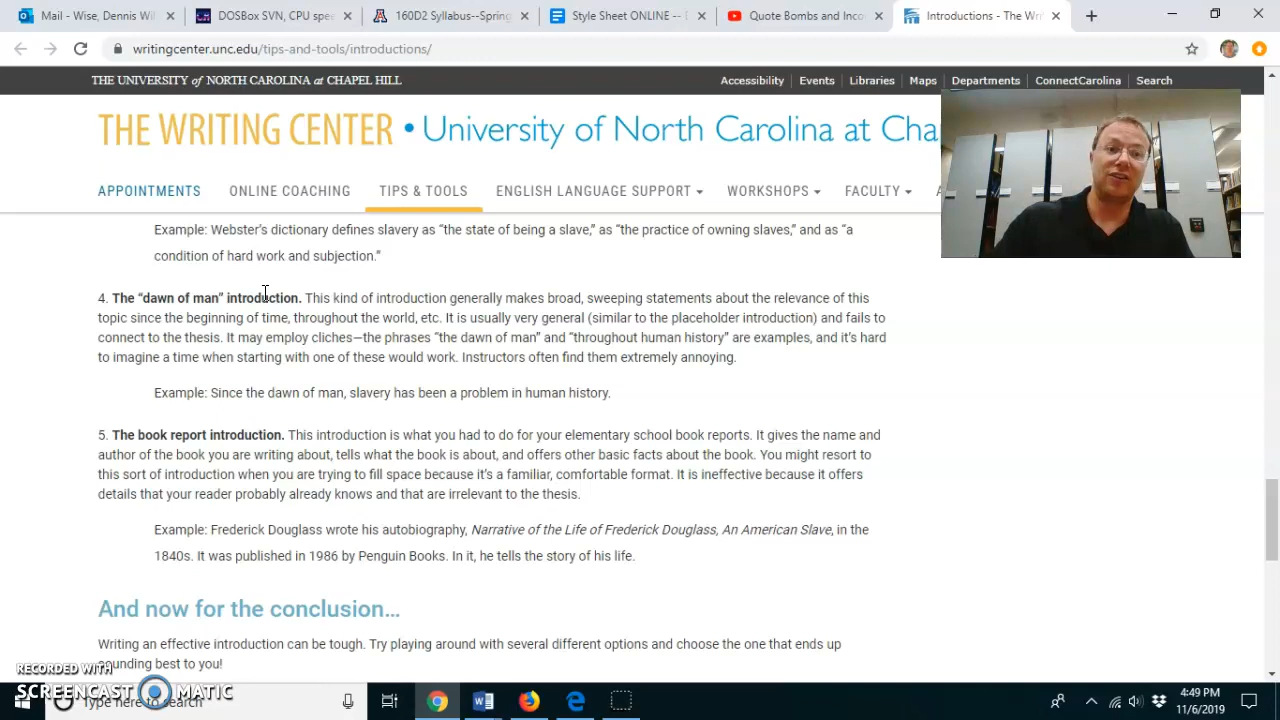 Mail - Wise, Dennis Wil
DOSBox SVN, CPU spee
160D2 Syllabus--Spring
Style Sheet ONLINE -- E
Quote Bombs and Inco
Introductions - The Wri
writingcenter.unc.edu/tips-and-tools/introductions/
THE UNIVERSITY of NORTH CAROLINA at CHAPEL HILL
Accessibility Events Libraries Maps Departments ConnectCarolina Search
THE WRITING CENTER • University of North Carolina at Cha
APPOINTMENTS ONLINE COACHING TIPS & TOOLS ENGLISH LANGUAGE SUPPORT WORKSHOPS FACULTY
Example: Webster’s dictionary defines slavery as “the state of being a slave,” as “the practice of owning slaves,” and as “a
condition of hard work and subjection.”
4. The “dawn of man” introduction. This kind of introduction generally makes broad, sweeping statements about the relevance of this
topic since the beginning of time, throughout the world, etc. It is usually very general (similar to the placeholder introduction) and fails to
connect to the thesis. It may employ cliches—the phrases “the dawn of man” and “throughout human history” are examples, and it’s hard
to imagine a time when starting with one of these would work. Instructors often find them extremely annoying.
Example: Since the dawn of man, slavery has been a problem in human history.
5. The book report introduction. This introduction is what you had to do for your elementary school book reports. It gives the name and
author of the book you are writing about, tells what the book is about, and offers other basic facts about the book. You might resort to
this sort of introduction when you are trying to fill space because it’s a familiar, comfortable format. It is ineffective because it offers
details that your reader probably already knows and that are irrelevant to the thesis.
Example: Frederick Douglass wrote his autobiography, Narrative of the Life of Frederick Douglass, An American Slave, in the
1840s. It was published in 1986 by Penguin Books. In it, he tells the story of his life.
And now for the conclusion…
Writing an effective introduction can be tough. Try playing around with several different options and choose the one that ends up
sounding best to you!
RECORDED WITH
SCREENCAST MATIC
Type here to search
4:49 PM
11/6/2019